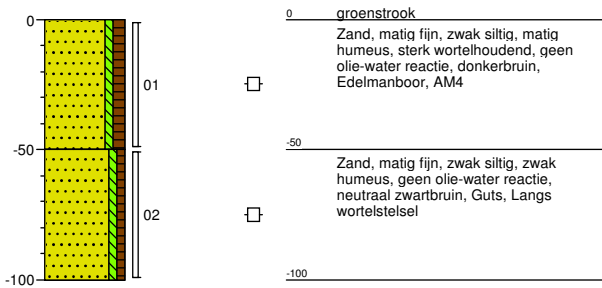 0
0
groenstrook
Zand, matig fijn, zwak siltig, matig
humeus, sterk wortelhoudend, geen
olie-water reactie, donkerbruin,
Edelmanboor, AM4
01
-50
-50
Zand, matig fijn, zwak siltig, zwak
humeus, geen olie-water reactie,
neutraal zwartbruin, Guts, Langs
wortelstelsel
02
-100
-100